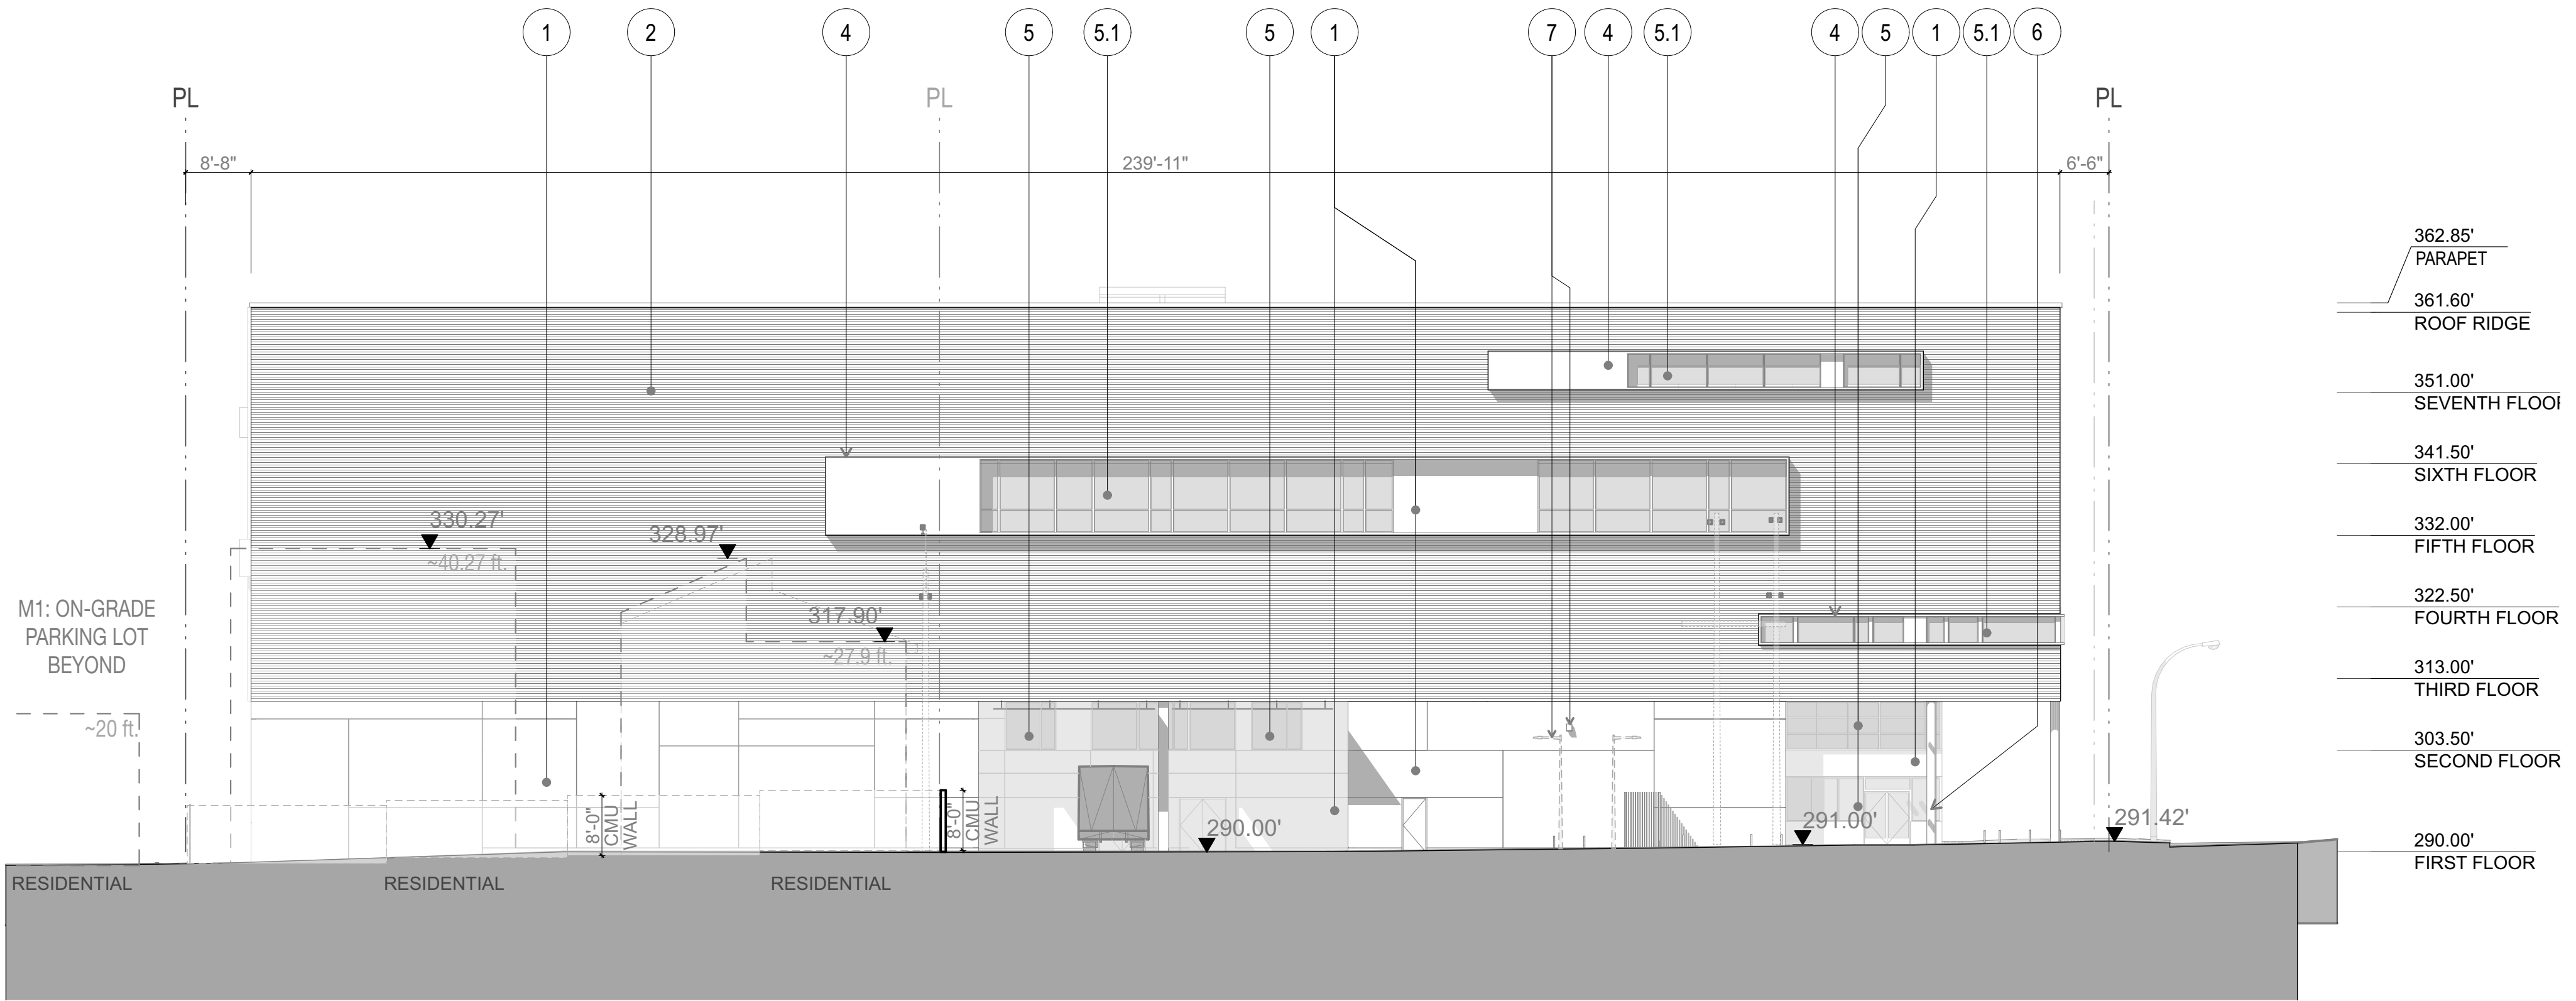 1 2 4 5 5.1 5 1 7 4 5.1 4 5 1 5.1 6
PL PL PL
8'-8" 239'-11" 6'-6"
362.85'
PARAPET
361.60'
ROOF RIDGE
351.00'
SEVENTH FLOOR
341.50'
SIXTH FLOOR
332.00'
FIFTH FLOOR
322.50'
FOURTH FLOOR
313.00'
THIRD FLOOR
303.50'
SECOND FLOOR
290.00'
FIRST FLOOR
330.27'
~40.27 ft.
328.97'
317.90'
~27.9 ft.
M1: ON-GRADE
PARKING LOT
BEYOND
~20 ft.
8'-0"
CMU
WALL
8'-0"
CMU
WALL
290.00'
291.00'
291.42'
RESIDENTIAL RESIDENTIAL RESIDENTIAL